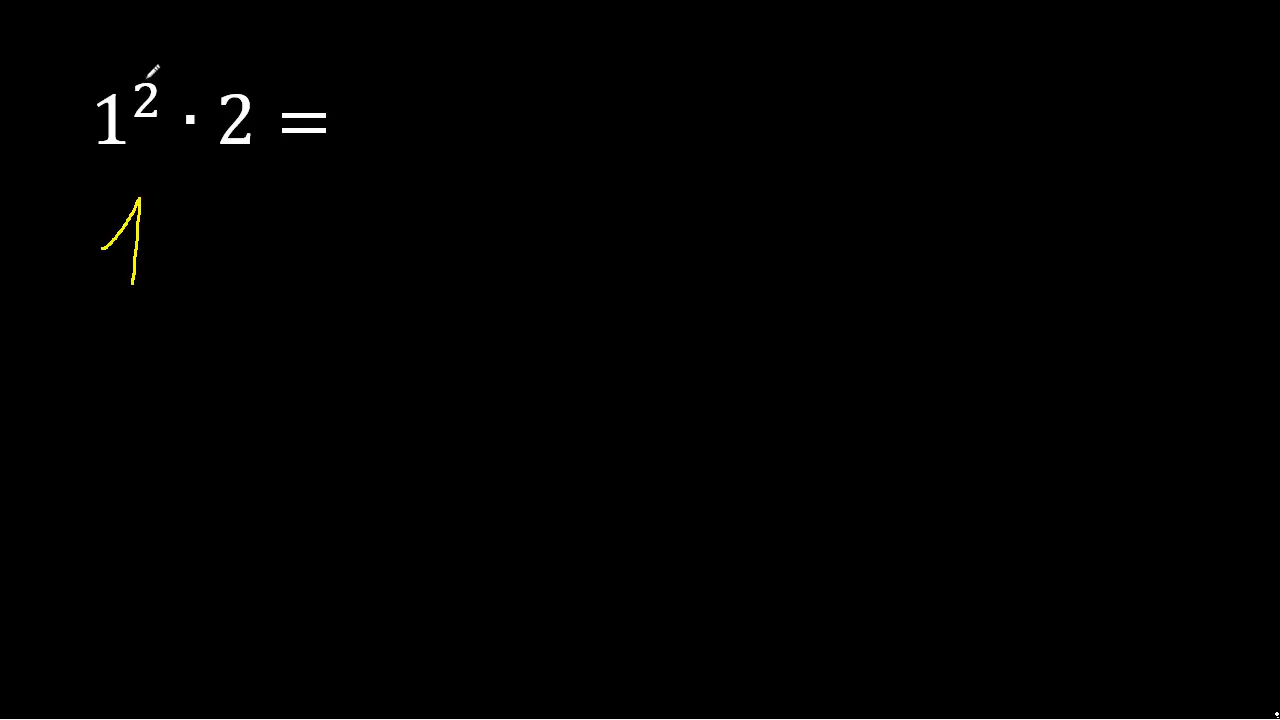 1² · 2 =
1